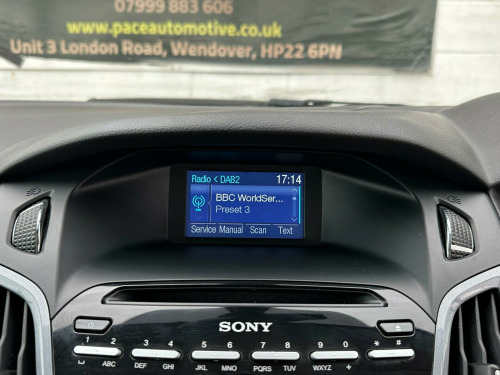 07999 883 606
www.paceautomotive.co.uk
Unit 3 London Road, Wendover, HP22 6PN
Radio < DAB2 17:14
BBC WorldSer...
Preset 3
Service Manual Scan Text
SONY
1 2 3 4 5 6 7 8 9 0 * #
ABC DEF GHI JKL MNO PQRS TUV WXYZ +